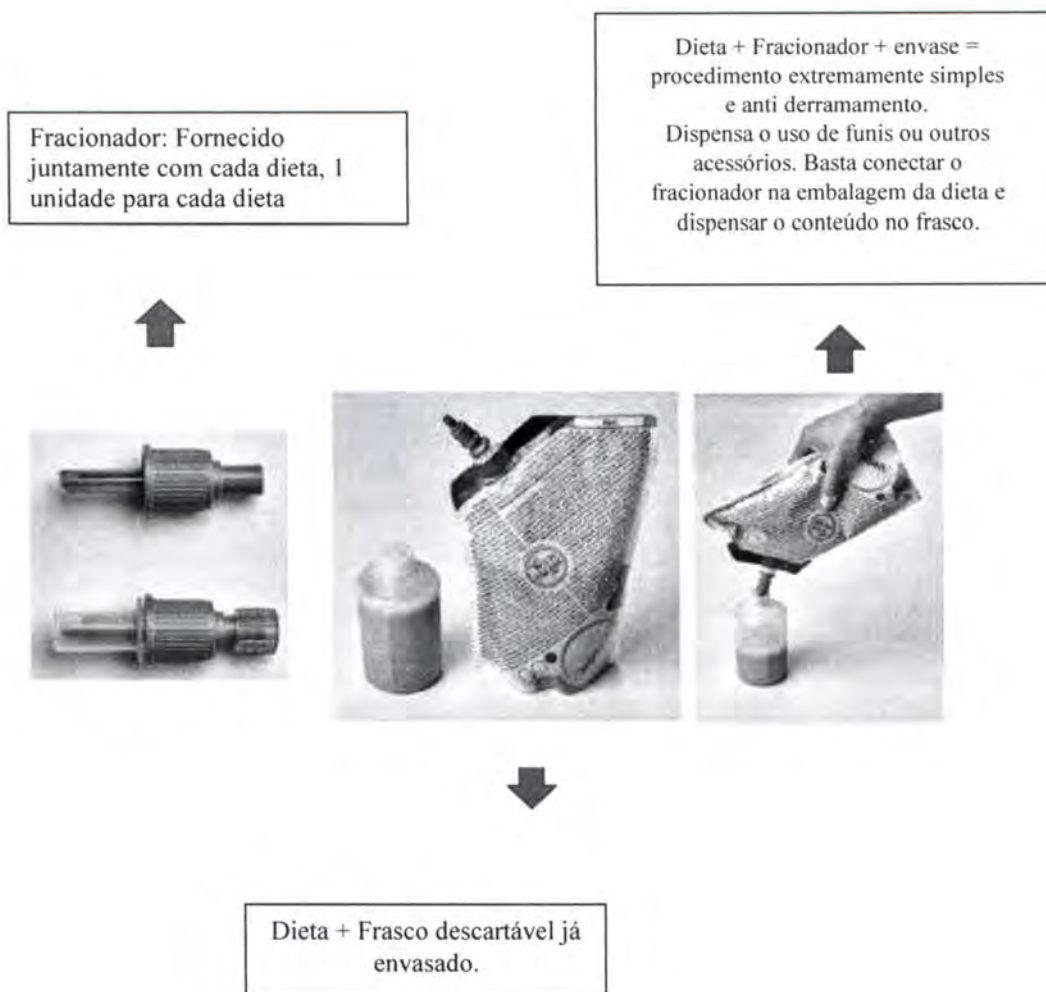 Dieta + Fracionador + envase =
procedimento extremamente simples
e anti derramamento.
Dispensa o uso de funis ou outros
acessórios. Basta conectar o
fracionador na embalagem da dieta e
dispensar o conteúdo no frasco.
Fracionador: Fornecido
juntamente com cada dieta, 1
unidade para cada dieta
Dieta + Frasco descartável já
envasado.